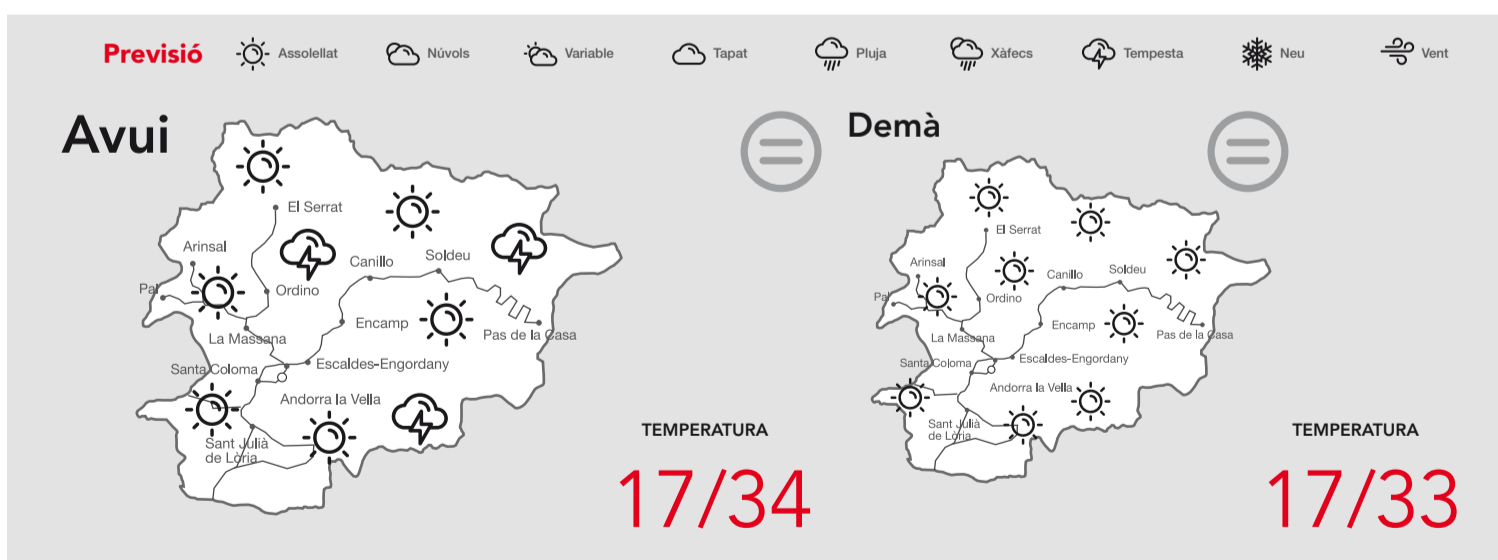 Previsió Assolellat Núvols Variable Tapat Pluja Xàfecs Tempesta Neu Vent
Avui
El Serrat
Arinsal
Soldeu
Canillo
Pal
Ordino
Encamp
La Massana
Pas de la Casa
Escaldes-Engordany
Santa Coloma
Andorra la Vella
Sant Julià
de Lòria
TEMPERATURA
17/34
Demà
El Serrat
Arinsal
Soldeu
Canillo
Pal
Ordino
Encamp
Pas de la Casa
La Massana
Escaldes-Engordany
Santa Coloma
Andorra la Vella
Sant Julià
de Lòria
TEMPERATURA
17/33